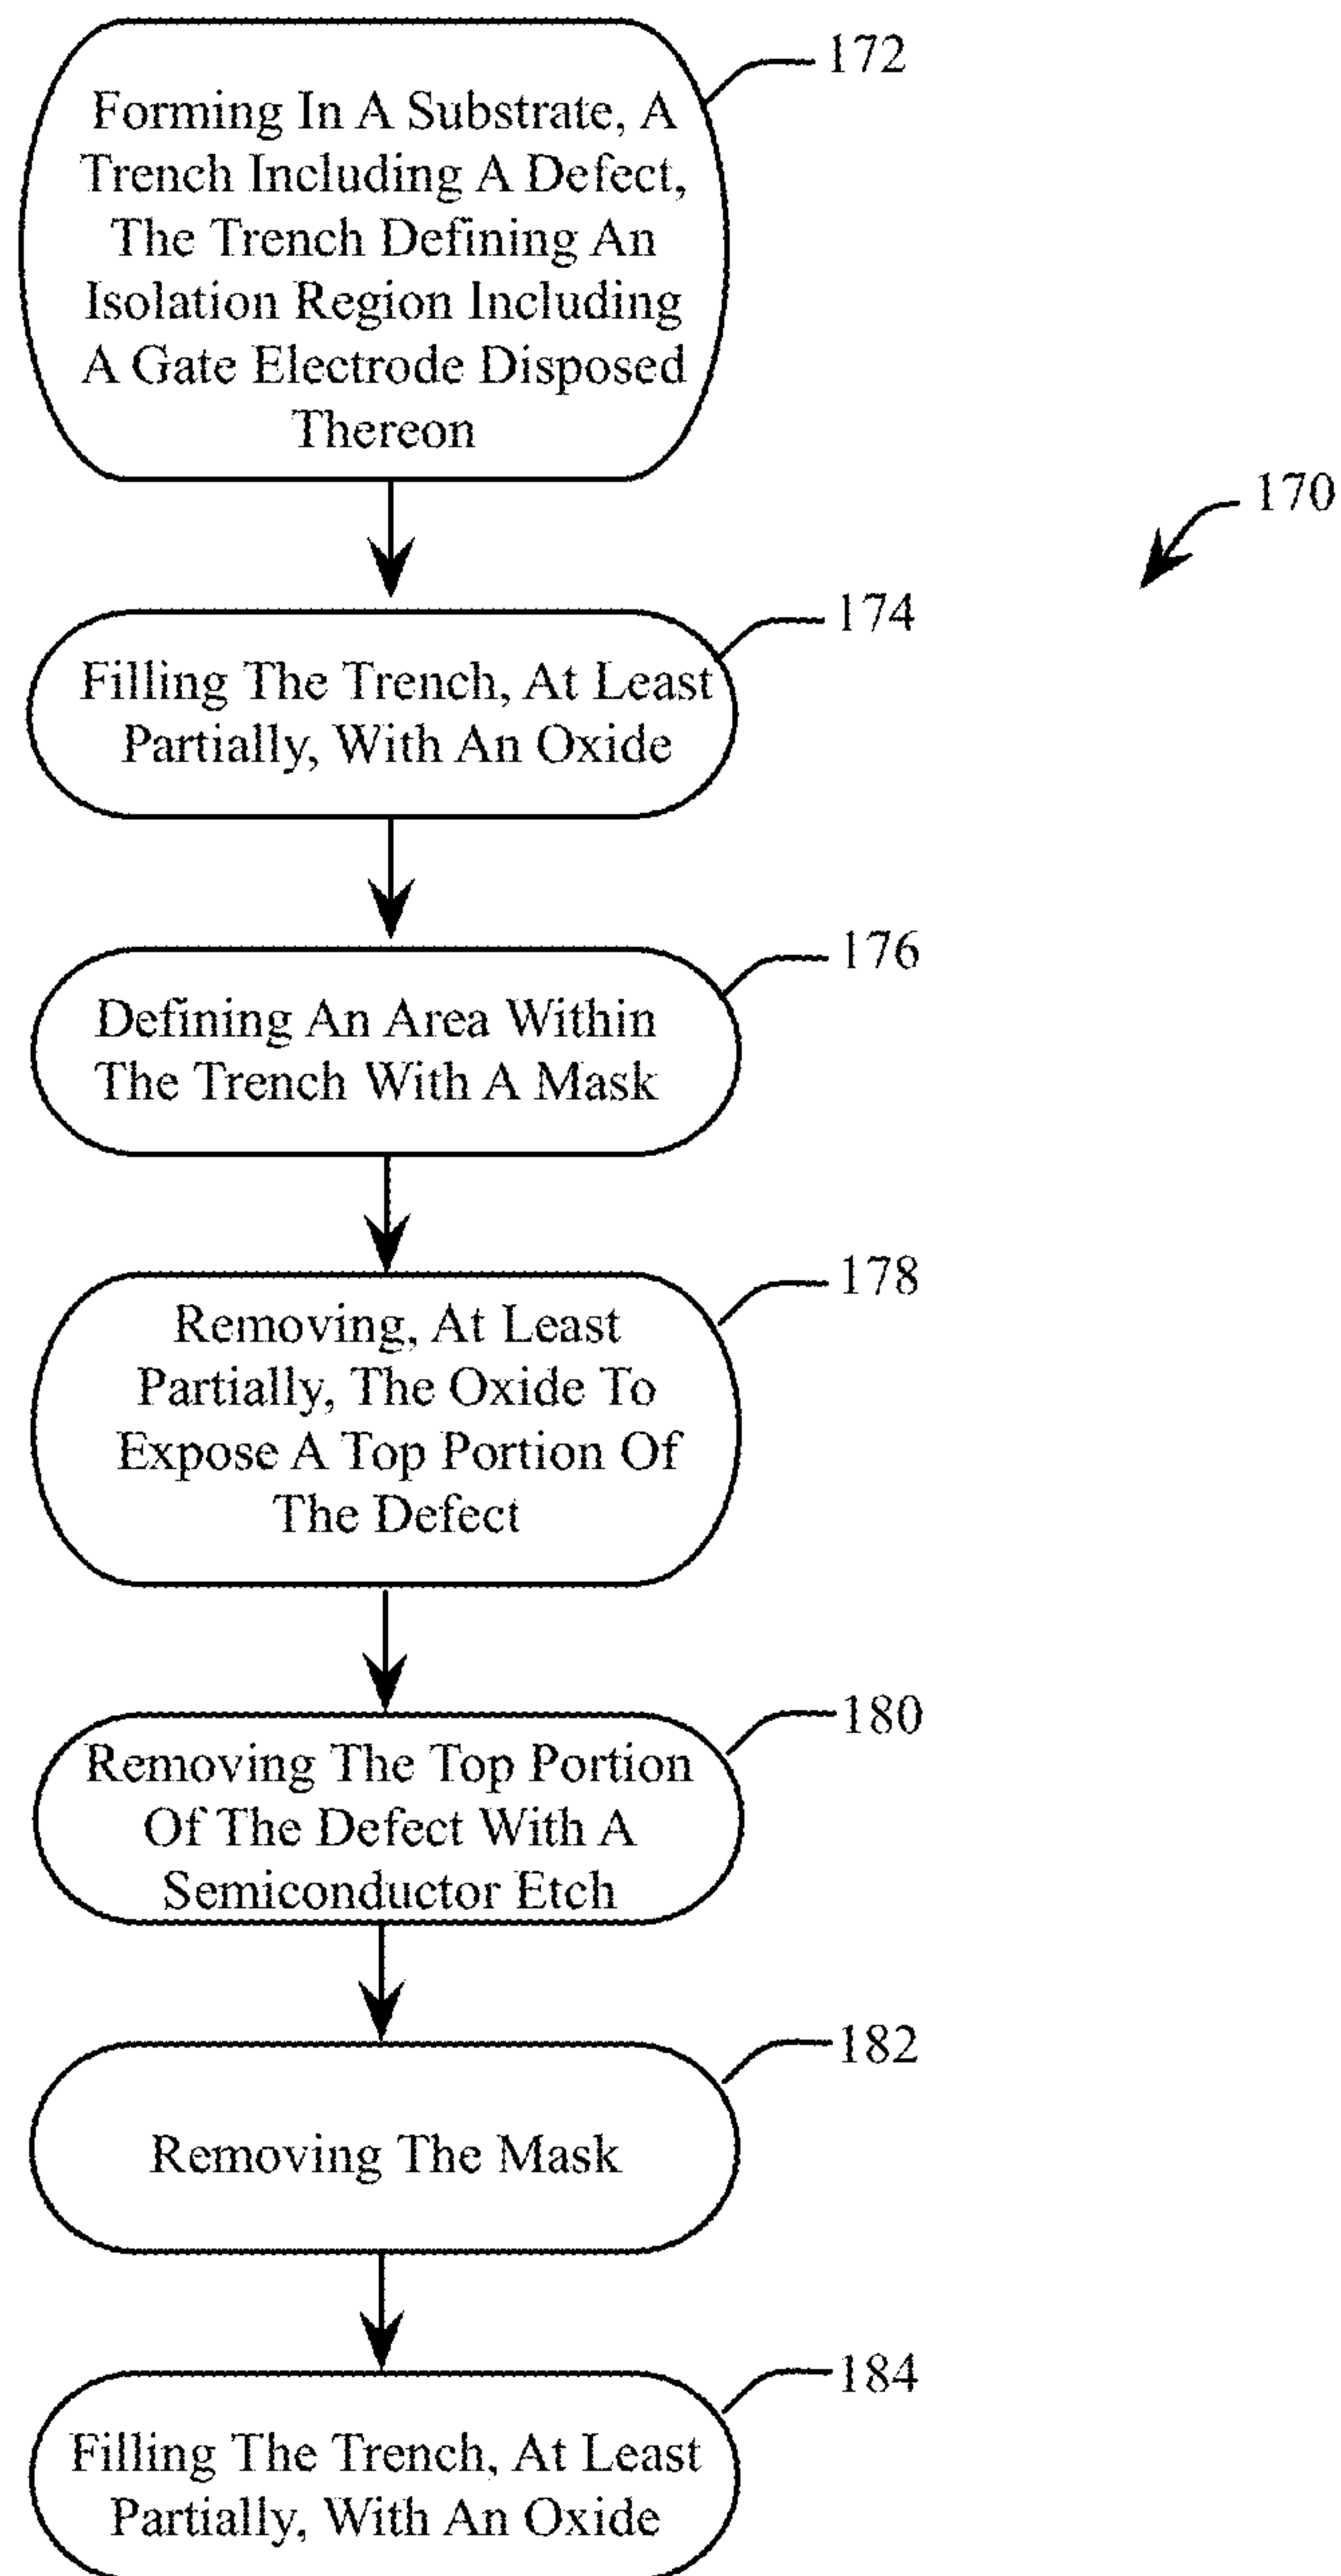 172
Forming In A Substrate, A
Trench Including A Defect,
The Trench Defining An
Isolation Region Including
A Gate Electrode Disposed
Thereon
170
174
Filling The Trench, At Least
Partially, With An Oxide
176
Defining An Area Within
The Trench With A Mask
178
Removing, At Least
Partially, The Oxide To
Expose A Top Portion Of
The Defect
180
Removing The Top Portion
Of The Defect With A
Semiconductor Etch
182
Removing The Mask
184
Filling The Trench, At Least
Partially, With An Oxide